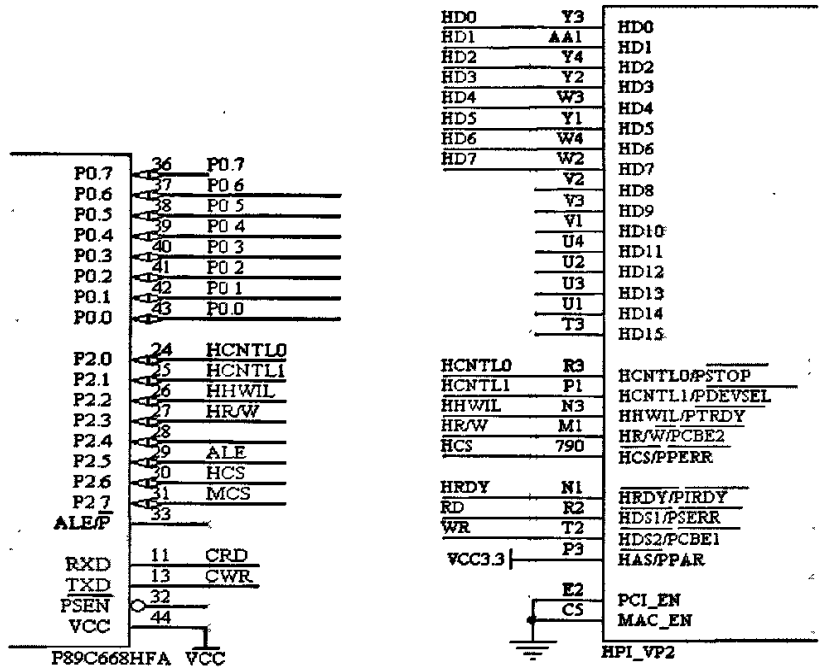 P0.7 36 P0.7
P0.6 37 P0 6
P0.5 38 P0 5
P0.4 39 P0 4
P0.3 40 P0 3
P0.2 41 P0 2
P0.1 42 P0 1
P0.0 43 P0.0
P2.0 24 HCNTL0
P2.1 25 HCNTL1
P2.2 26 HHWIL
P2.3 27 HR/W
P2.4 28
P2.5 29 ALE
P2.6 30 HCS
P2.7 31 MCS
ALE/P 33
RXD 11 CRD
TXD 13 CWR
PSEN 32
VCC 44
P89C668HFA VCC
HD0 Y3 HD0
HD1 AA1 HD1
HD2 Y4 HD2
HD3 Y2 HD3
HD4 W3 HD4
HD5 Y1 HD5
HD6 W4 HD6
HD7 W2 HD7
V2 HD8
V3 HD9
V1 HD10
U4 HD11
U2 HD12
U3 HD13
U1 HD14
T3 HD15
HCNTL0 R3 HCNTL0/PSTOP
HCNTL1 P1 HCNTL1/PDEVSEL
HHWIL N3 HHWIL/PTRDY
HR/W M1 HR/W/PCBE2
HCS 790 HCS/PPERR
HRDY N1 HRDY/PIRDY
RD R2 HDS1/PSERR
WR T2 HDS2/PCBE1
VCC3.3 P3 HAS/PPAR
E2 PCI_EN
C5 MAC_EN
HPI_VP2